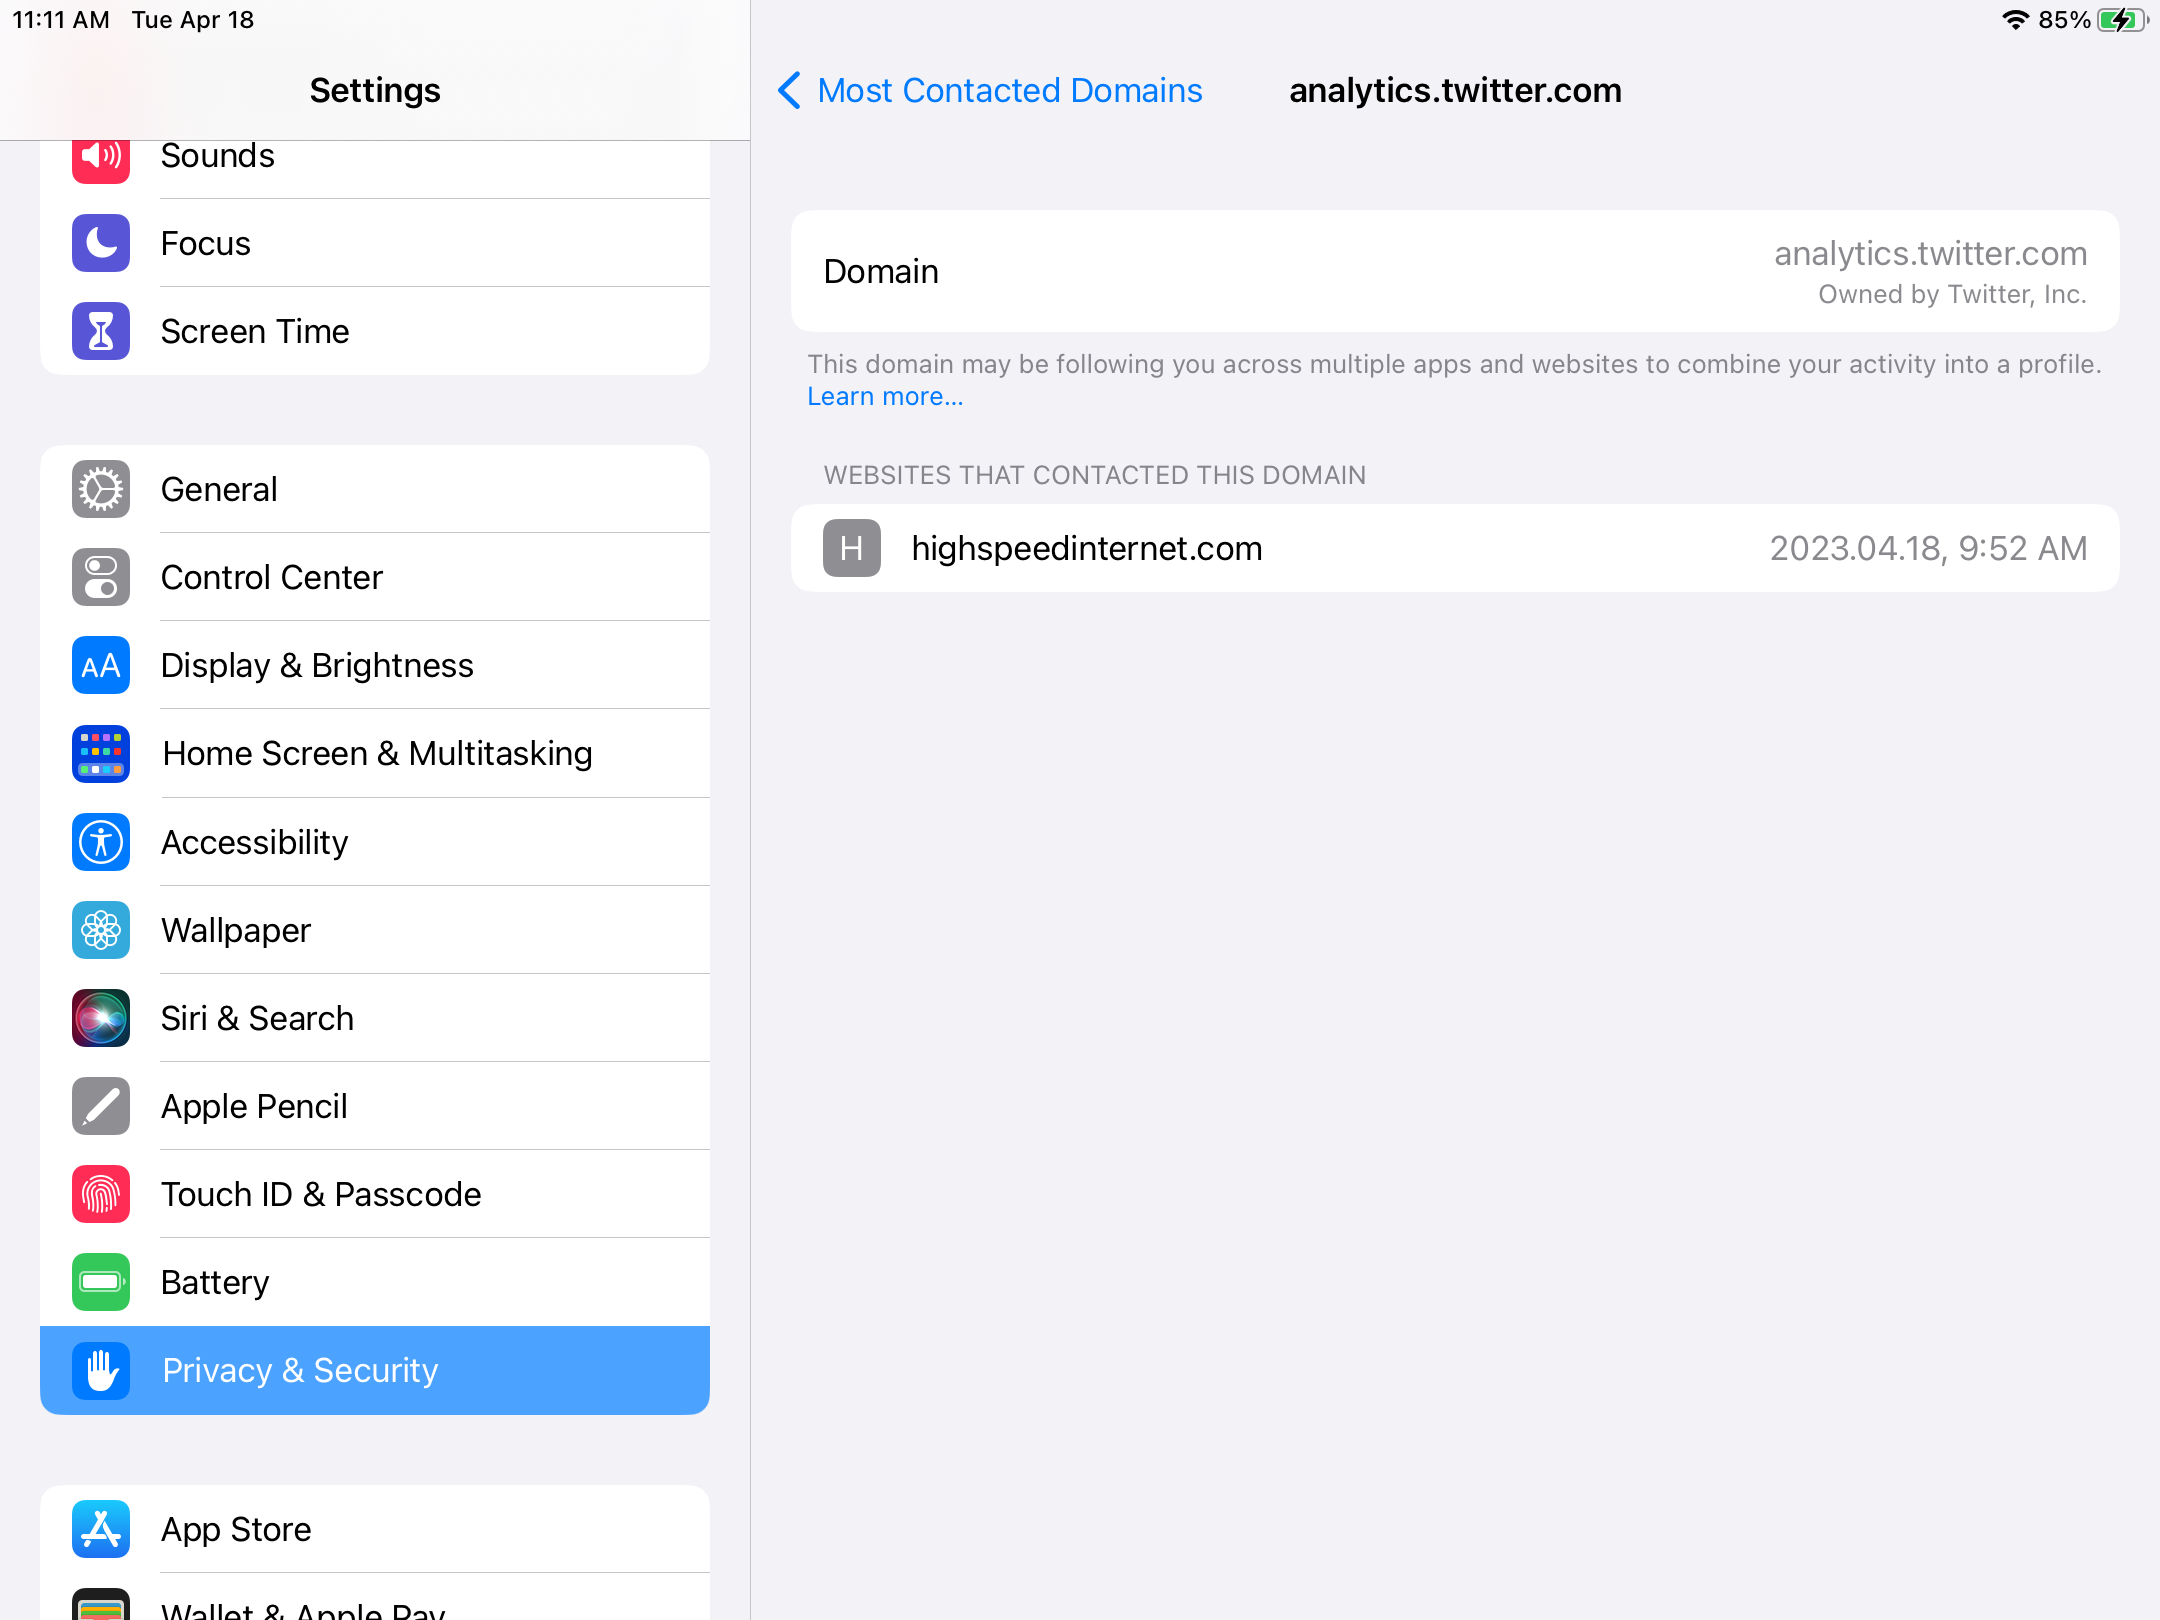 11:11 AM Tue Apr 18
85%
Settings
Sounds
Focus
Screen Time
General
Control Center
AA
Display & Brightness
Home Screen & Multitasking
Accessibility
Wallpaper
Siri & Search
Apple Pencil
Touch ID & Passcode
Battery
Privacy & Security
App Store
Wallet & Apple Pay
Most Contacted Domains
analytics.twitter.com
Domain
analytics.twitter.com
Owned by Twitter, Inc.
This domain may be following you across multiple apps and websites to combine your activity into a profile.
Learn more...
WEBSITES THAT CONTACTED THIS DOMAIN
H highspeedinternet.com 2023.04.18, 9:52 AM